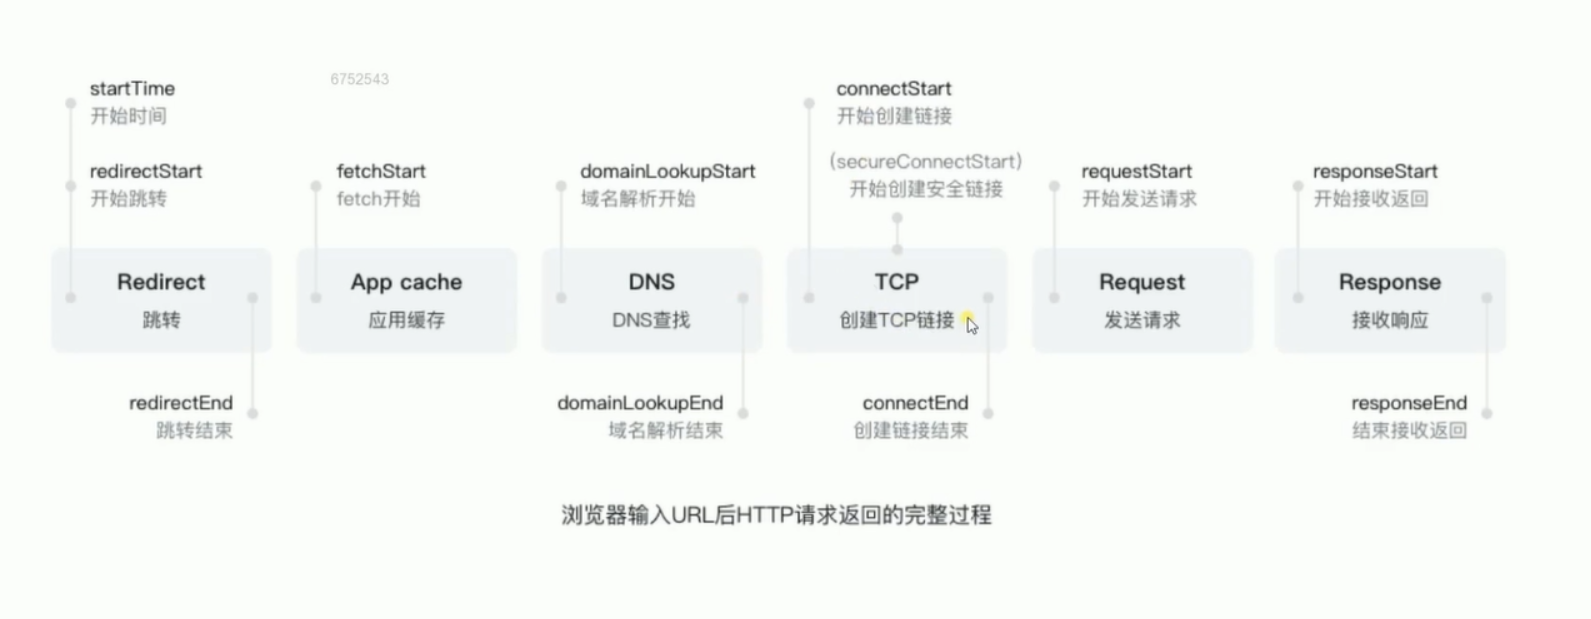 6752543
startTime
开始时间
redirectStart
开始跳转
fetchStart
fetch开始
domainLookupStart
域名解析开始
connectStart
开始创建链接
(secureConnectStart)
开始创建安全链接
requestStart
开始发送请求
responseStart
开始接收返回
Redirect
跳转
App cache
应用缓存
DNS
DNS查找
TCP
创建TCP链接
Request
发送请求
Response
接收响应
redirectEnd
跳转结束
domainLookupEnd
域名解析结束
connectEnd
创建链接结束
responseEnd
结束接收返回
浏览器输入URL后HTTP请求返回的完整过程